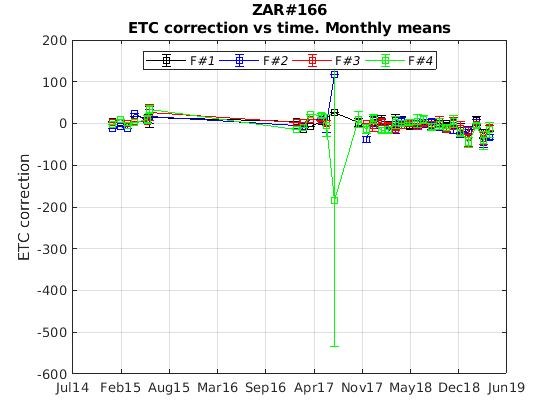 ZAR#166
ETC correction vs time. Monthly means
F#1 F#2 F#3 F#4
200
100
0
-100
-200
-300
-400
-500
-600
ETC correction
Jul14 Feb15 Aug15 Mar16 Sep16 Apr17 Nov17 May18 Dec18 Jun19